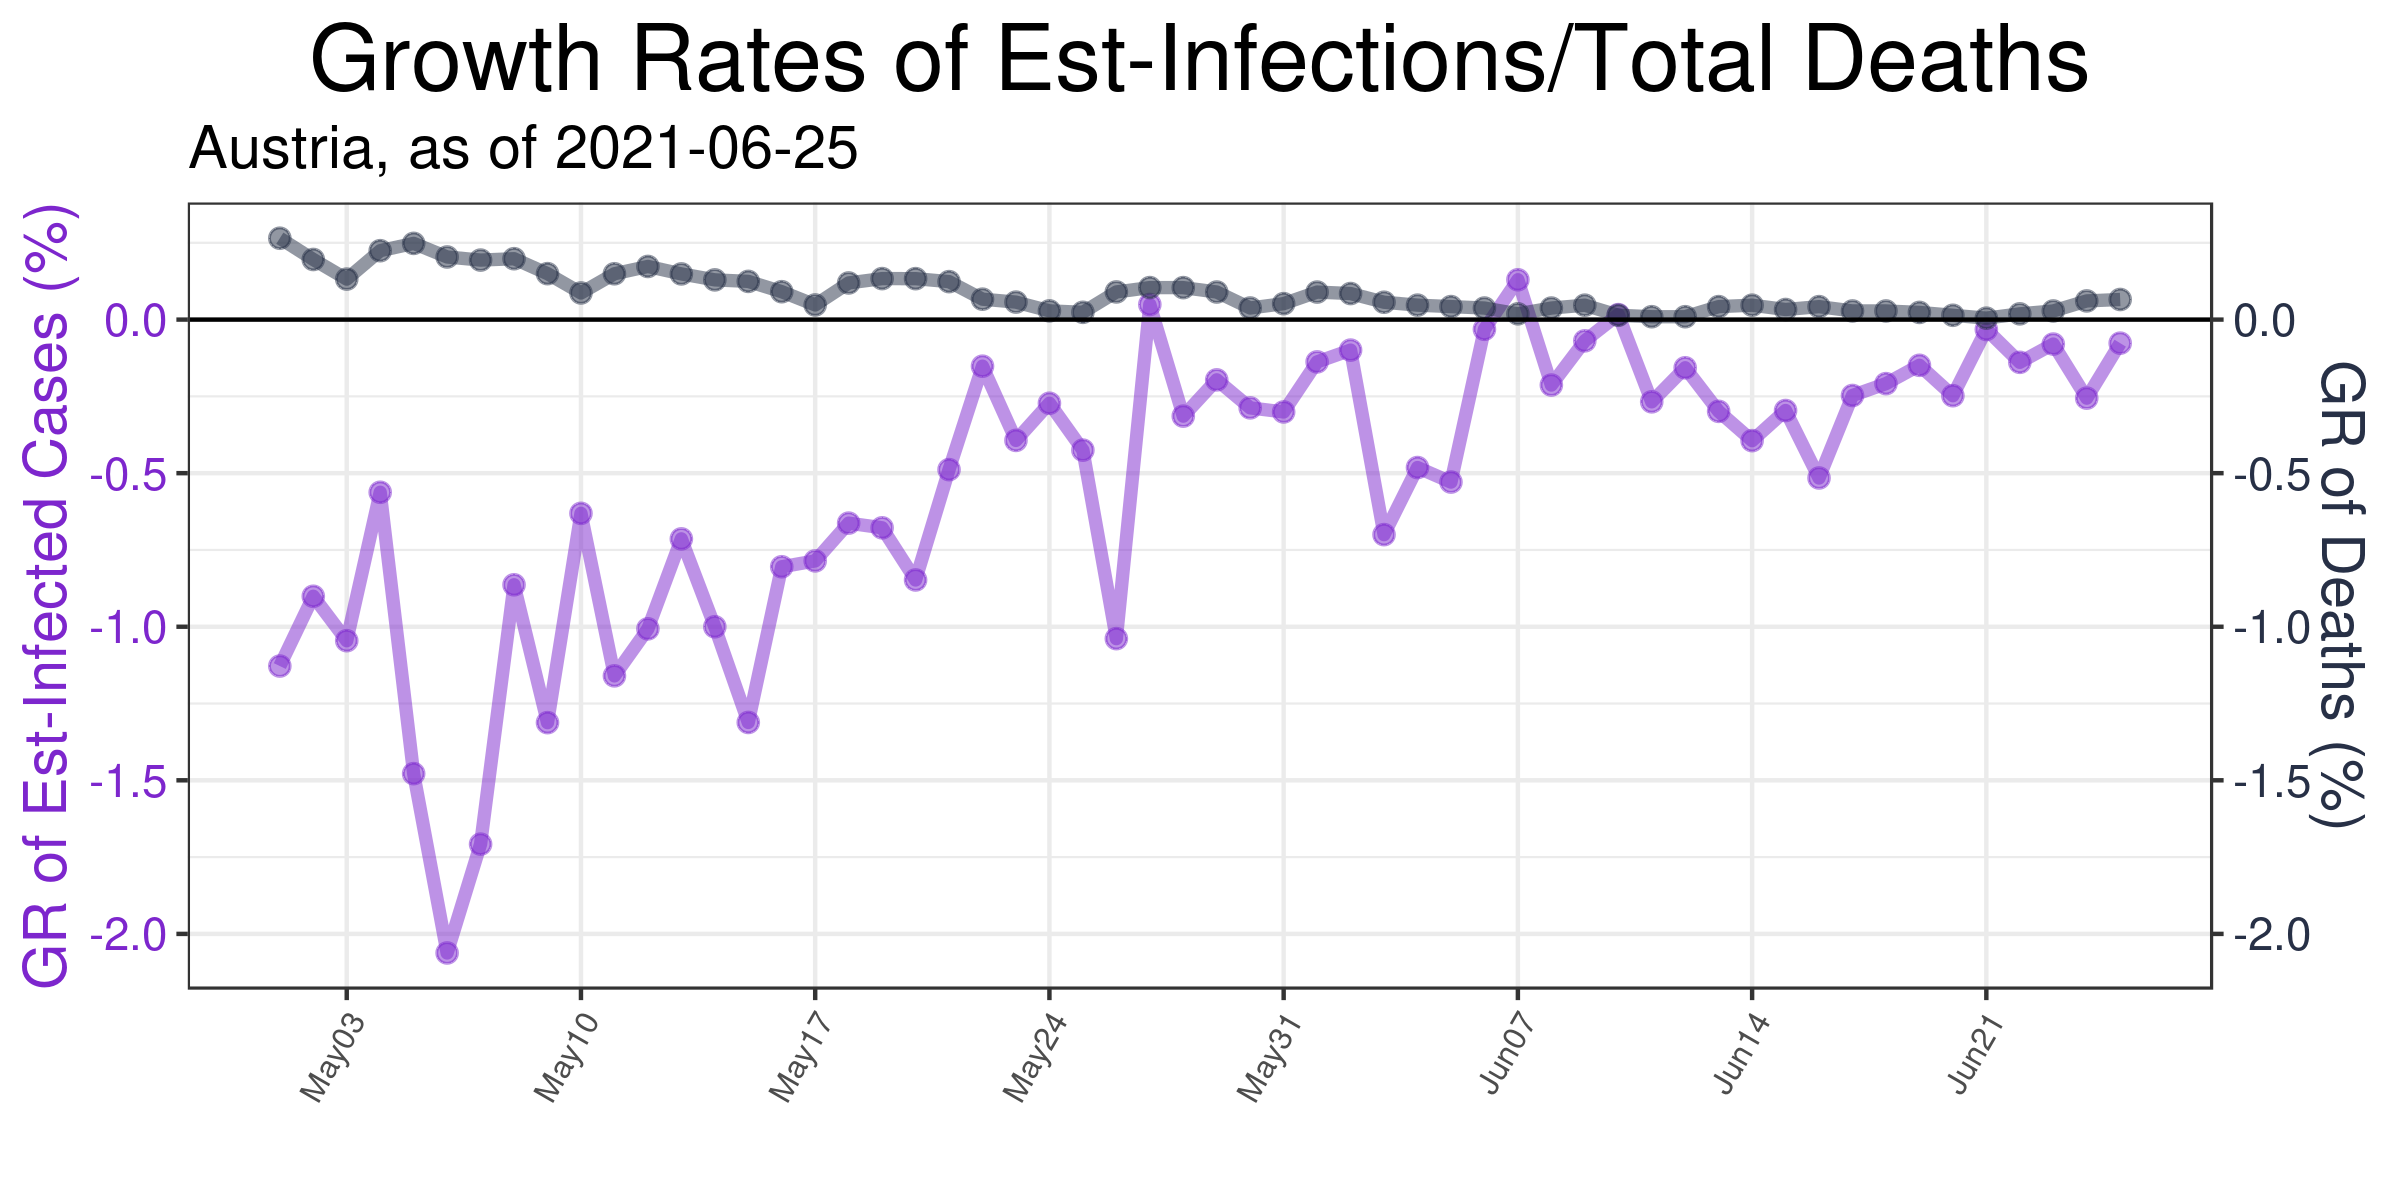 Growth Rates of Est-Infections/Total Deaths
Austria, as of 2021-06-25
GR of Est-Infected Cases (%)
0.0
-0.5
-1.0
-1.5
-2.0
0.0
-0.5
-1.0
-1.5
-2.0
GR of Deaths (%)
May03
May10
May17
May24
May31
Jun07
Jun14
Jun21